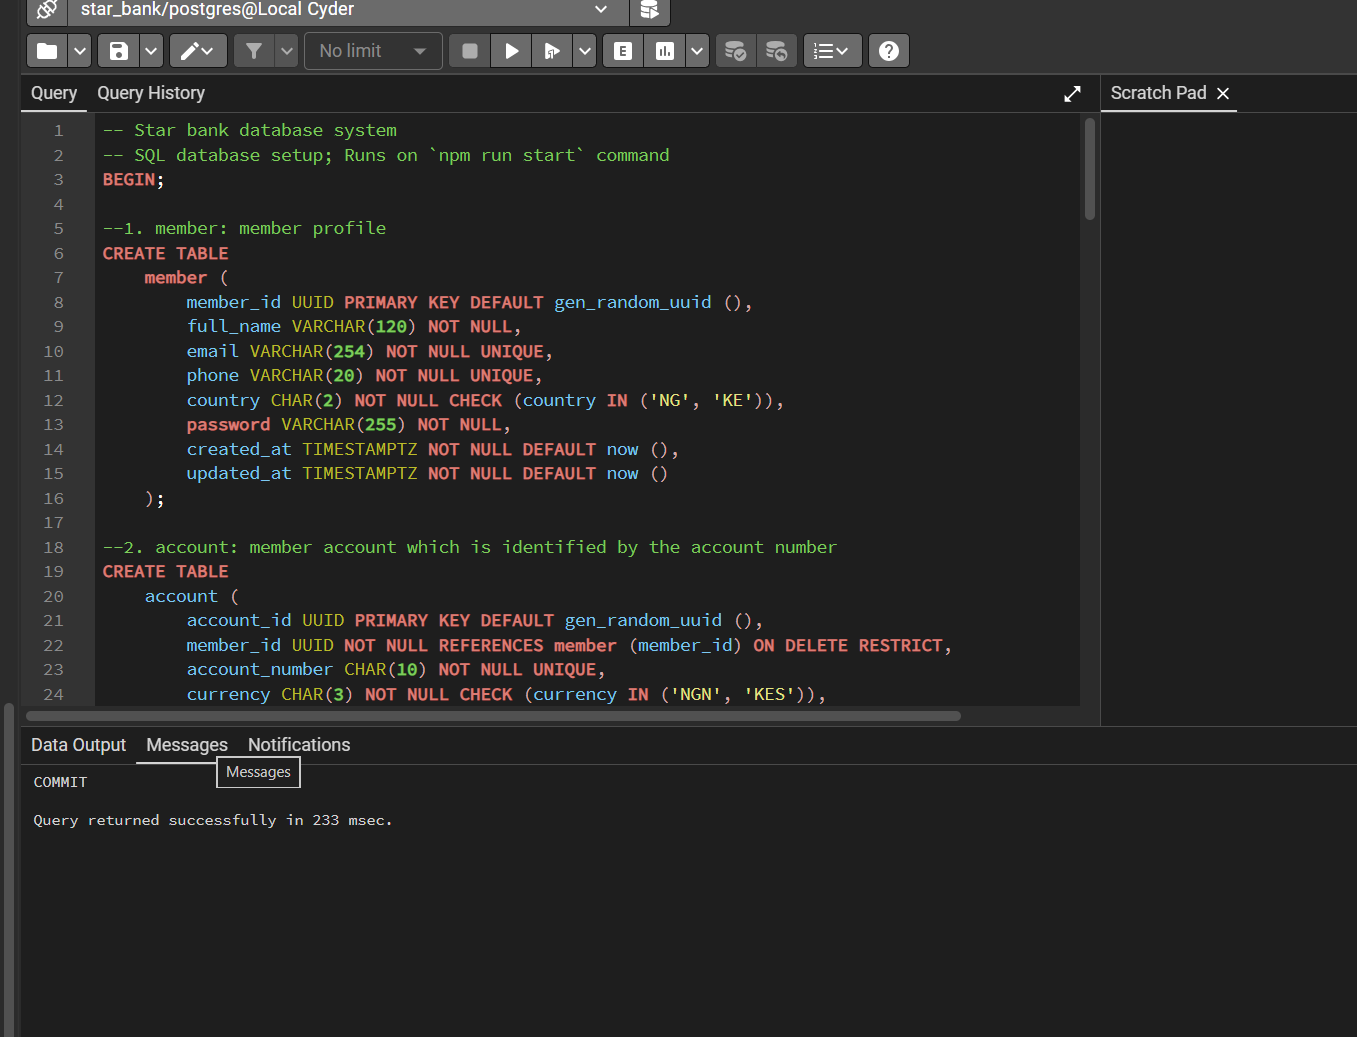 star_bank/postgres@Local Cyder
No limit
E
Query Query History
Scratch Pad
1 -- Star bank database system
2 -- SQL database setup; Runs on `npm run start` command
3 BEGIN;
4
5 --1. member: member profile
6 CREATE TABLE
7 member (
8 member_id UUID PRIMARY KEY DEFAULT gen_random_uuid (),
9 full_name VARCHAR(120) NOT NULL,
10 email VARCHAR(254) NOT NULL UNIQUE,
11 phone VARCHAR(20) NOT NULL UNIQUE,
12 country CHAR(2) NOT NULL CHECK (country IN ('NG', 'KE')),
13 password VARCHAR(255) NOT NULL,
14 created_at TIMESTAMPTZ NOT NULL DEFAULT now (),
15 updated_at TIMESTAMPTZ NOT NULL DEFAULT now ()
16 );
17
18 --2. account: member account which is identified by the account number
19 CREATE TABLE
20 account (
21 account_id UUID PRIMARY KEY DEFAULT gen_random_uuid (),
22 member_id UUID NOT NULL REFERENCES member (member_id) ON DELETE RESTRICT,
23 account_number CHAR(10) NOT NULL UNIQUE,
24 currency CHAR(3) NOT NULL CHECK (currency IN ('NGN', 'KES')),
Data Output Messages Notifications
Messages
COMMIT
Query returned successfully in 233 msec.